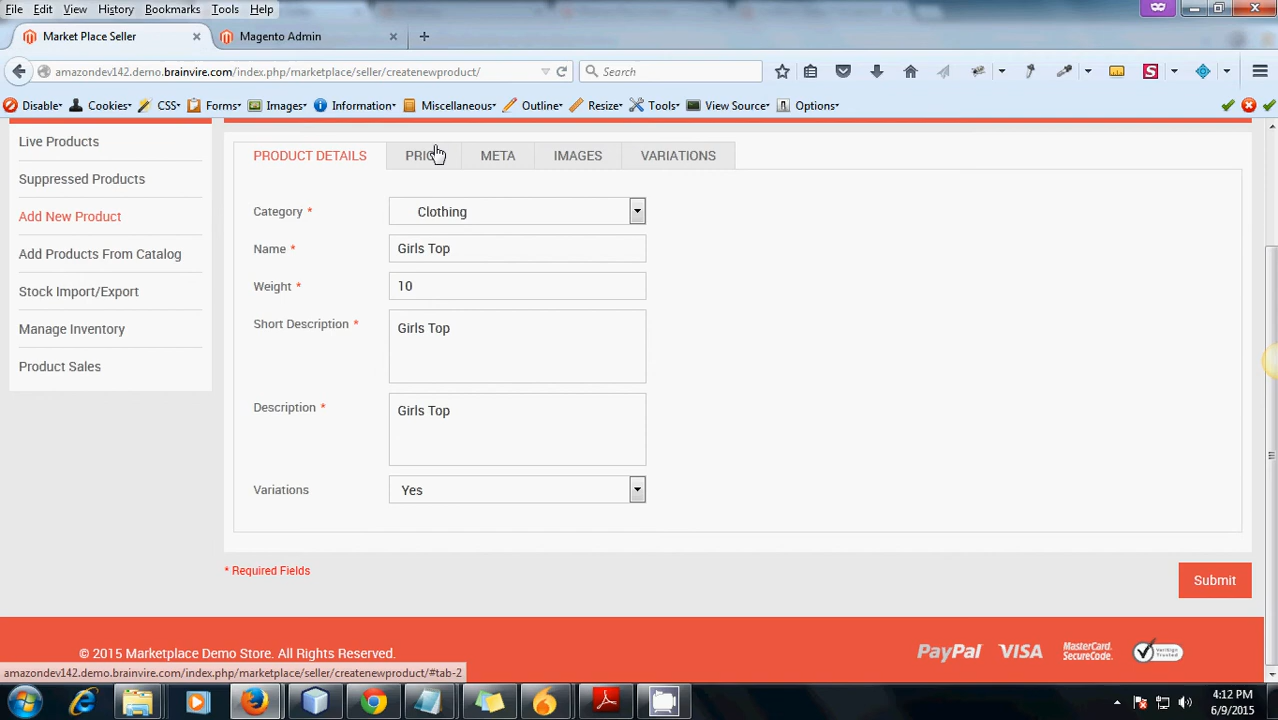 File Edit View History Bookmarks Tools Help
Market Place Seller × Magento Admin × +
amazondev142.demo.brainvire.com/index.php/marketplace/seller/createnewproduct/ Search
Disable Cookies CSS Forms Images Information Miscellaneous Outline Resize Tools View Source Options
Live Products
Suppressed Products
Add New Product
Add Products From Catalog
Stock Import/Export
Manage Inventory
Product Sales
PRODUCT DETAILS META IMAGES VARIATIONS
Category * Clothing
Name * Girls Top
Weight * 10
Short Description * Girls Top
Description * Girls Top
Variations Yes
* Required Fields
Submit
© 2015 Marketplace Demo Store. All Rights Reserved.
PayPal VISA MasterCard. SecureCode.
amazondev142.demo.brainvire.com/index.php/marketplace/seller/createnewproduct/#tab-2
4:12 PM
6/9/2015